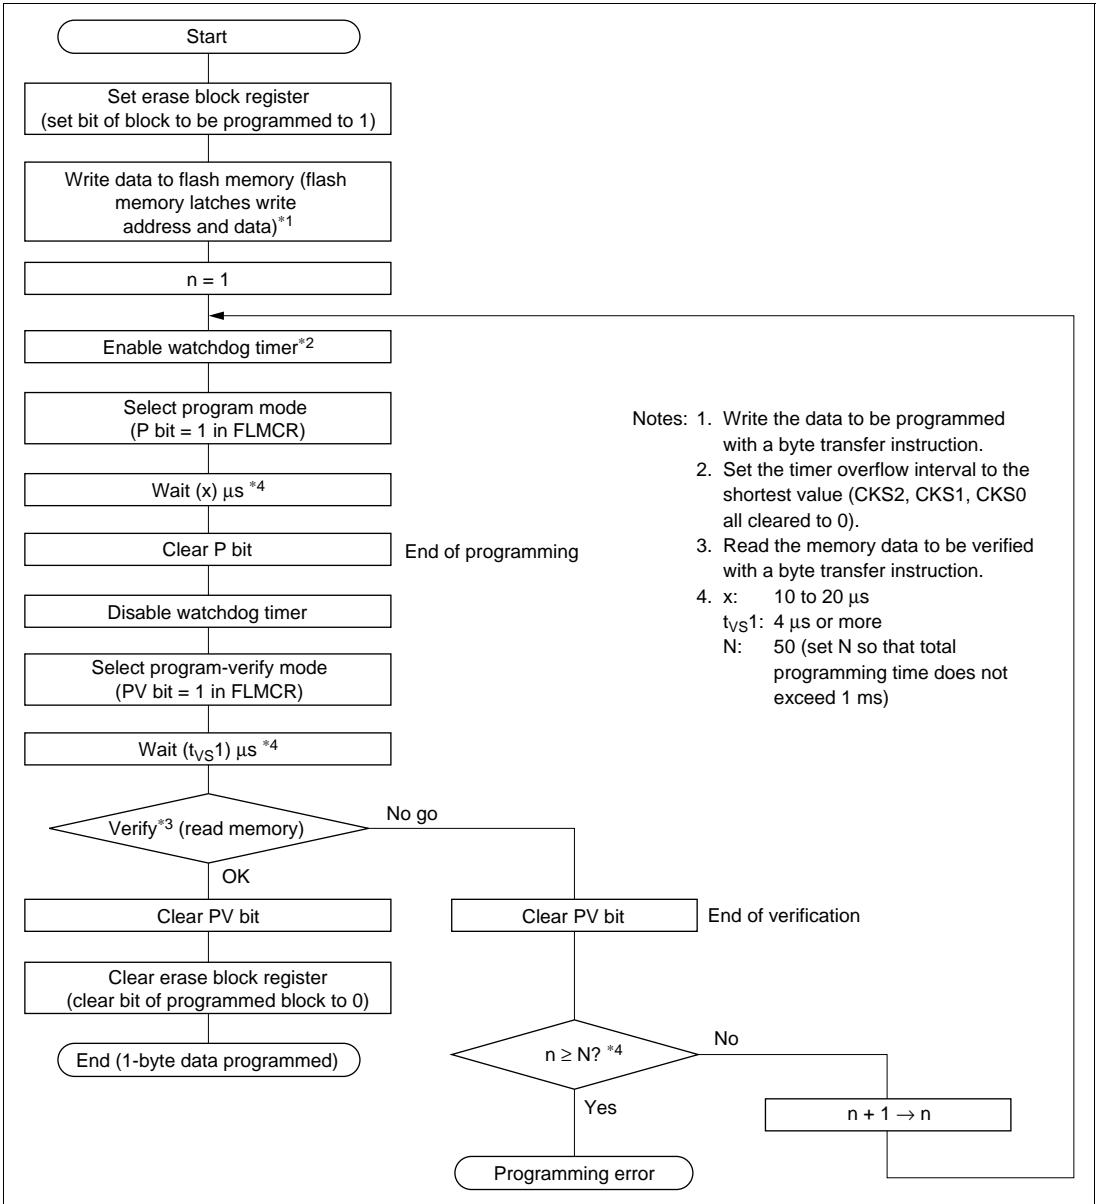 Start
Set erase block register
(set bit of block to be programmed to 1)
Write data to flash memory (flash
memory latches write
address and data)*1
n = 1
Enable watchdog timer*2
Select program mode
(P bit = 1 in FLMCR)
Wait (x) μs *4
Clear P bit
End of programming
Disable watchdog timer
Select program-verify mode
(PV bit = 1 in FLMCR)
Wait (tVS1) μs *4
Verify*3 (read memory)
No go
OK
Clear PV bit
Clear erase block register
(clear bit of programmed block to 0)
End (1-byte data programmed)
Clear PV bit
End of verification
n ≥ N? *4
No
Yes
n + 1 → n
Programming error
Notes: 1. Write the data to be programmed
with a byte transfer instruction.
2. Set the timer overflow interval to the
shortest value (CKS2, CKS1, CKS0
all cleared to 0).
3. Read the memory data to be verified
with a byte transfer instruction.
4. x: 10 to 20 μs
tVS1: 4 μs or more
N: 50 (set N so that total
programming time does not
exceed 1 ms)